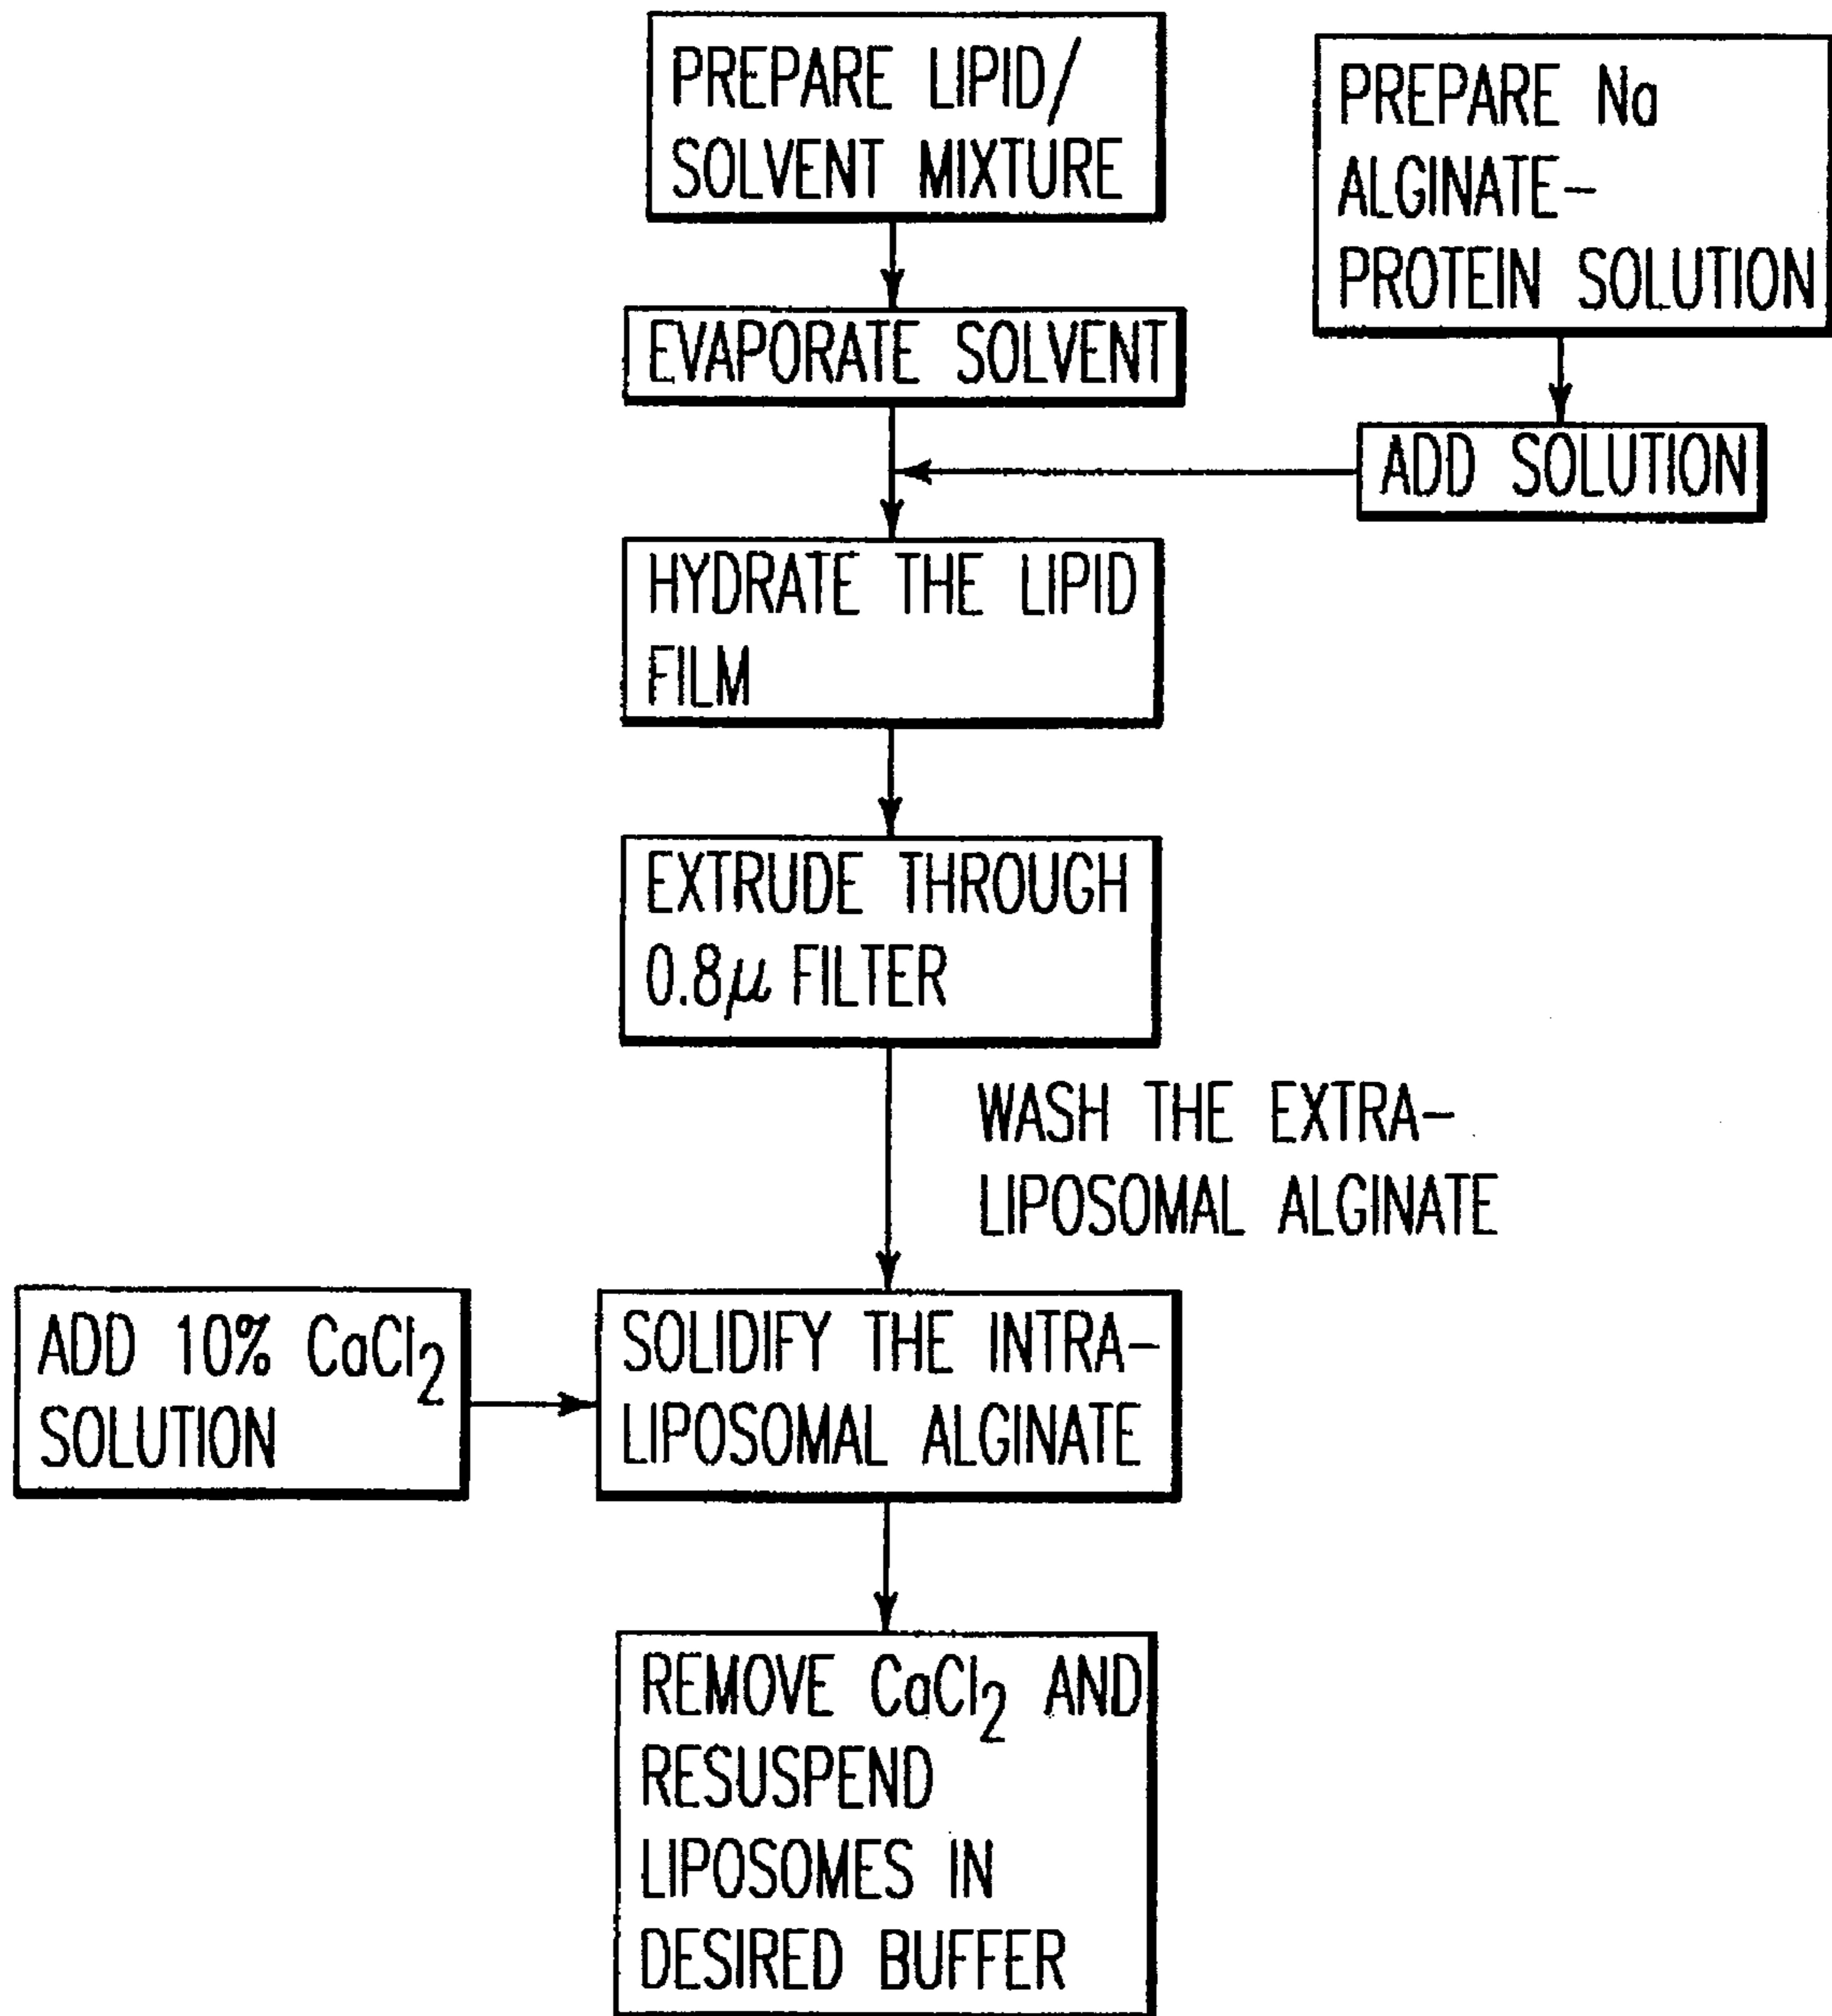 PREPARE LIPID/
SOLVENT MIXTURE
PREPARE Na
ALGINATE-
PROTEIN SOLUTION
EVAPORATE SOLVENT
ADD SOLUTION
HYDRATE THE LIPID
FILM
EXTRUDE THROUGH
0.8μ FILTER
WASH THE EXTRA-
LIPOSOMAL ALGINATE
ADD 10% CaCl₂
SOLUTION
SOLIDIFY THE INTRA-
LIPOSOMAL ALGINATE
REMOVE CaCl₂ AND
RESUSPEND
LIPOSOMES IN
DESIRED BUFFER